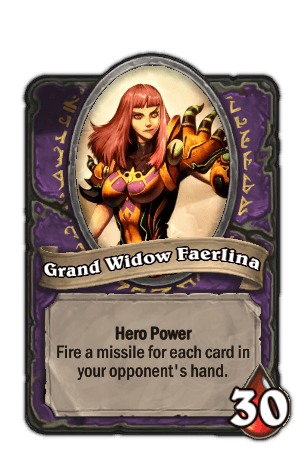 Grand Widow Faerlina
Hero Power
Fire a missile for each card in
your opponent's hand.
30